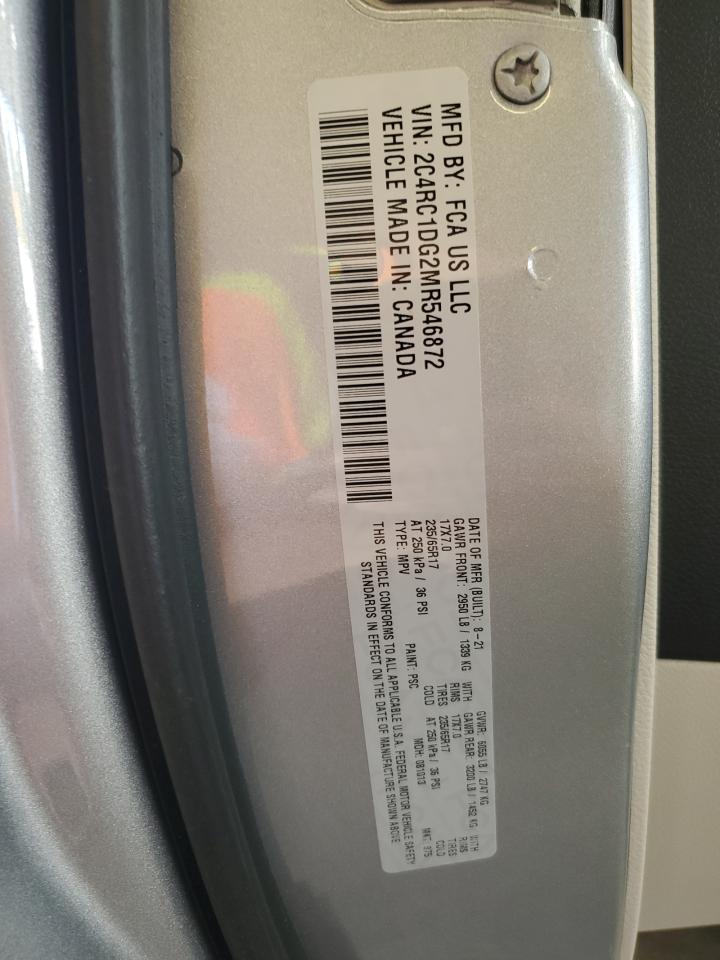 MFD BY: FCA US LLC
VIN: 2C4RC1DG2MR546872
VEHICLE MADE IN: CANADA
DATE OF MFR (BUILT): 8-21 GVWR: 6055 LB / 2747 KG
GAWR FRONT: 2950 LB / 1339 KG WITH GAWR REAR: 3200 LB / 1452 KG WITH
17X7.0 RIMS 17X7.0 RIMS
235/65R17 TIRES 235/65R17 TIRES
AT 250 kPa / 36 PSI COLD AT 250 kPa / 36 PSI COLD
TYPE: MPV PAINT: PSC MDH: 081013 MKT:
THIS VEHICLE CONFORMS TO ALL APPLICABLE U.S.A. FEDERAL MOTOR VEHICLE SAFETY
STANDARDS IN EFFECT ON THE DATE OF MANUFACTURE SHOWN ABOVE